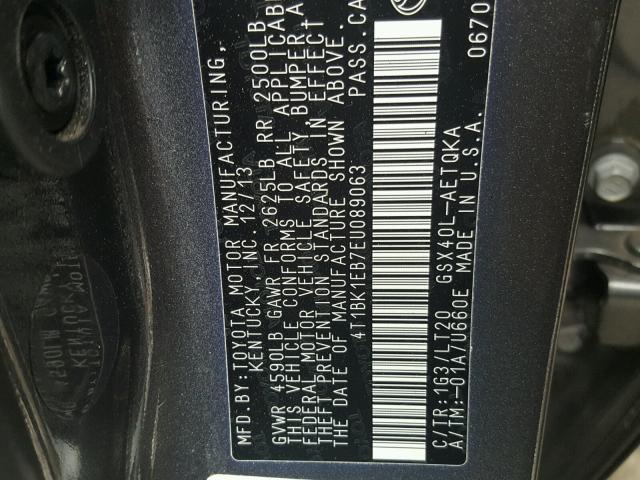 MFD.BY:TOYOTA MOTOR MANUFACTURING,
KENTUCKY, INC. 12/13
GVWR 4590LB GAWR FR 2625LB RR 2500LB
THIS VEHICLE CONFORMS TO ALL APPLICAB
FEDERAL MOTOR VEHICLE SAFETY, BUMPER, A
THEFT PREVENTION STANDARDS IN EFFECT
THE DATE OF MANUFACTURE SHOWN ABOVE.
4T1BK1EB7EU089063 PASS.CA
C/TR:1G3/LT20 GSX40L-AETQKA 0670
A/TM:-01A/U660E MADE IN U.S.A.